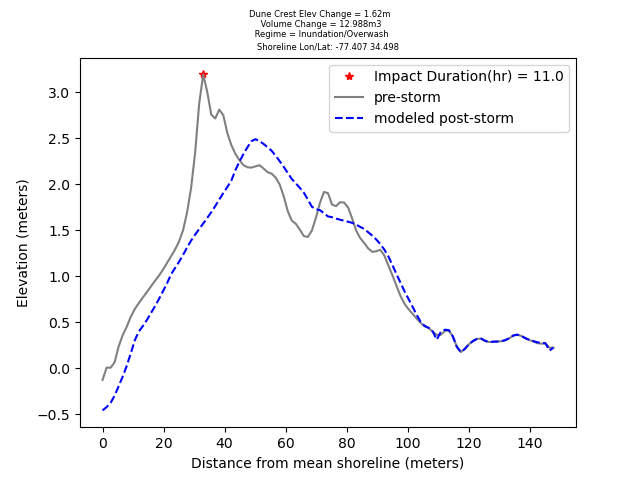 Dune Crest Elev Change = 1.62m
Volume Change = 12.988m3
Regime = Inundation/Overwash
Shoreline Lon/Lat: -77.407 34.498
Impact Duration(hr) = 11.0
pre-storm
modeled post-storm
Elevation (meters)
3.0
2.5
2.0
1.5
1.0
0.5
0.0
−0.5
0 20 40 60 80 100 120 140
Distance from mean shoreline (meters)